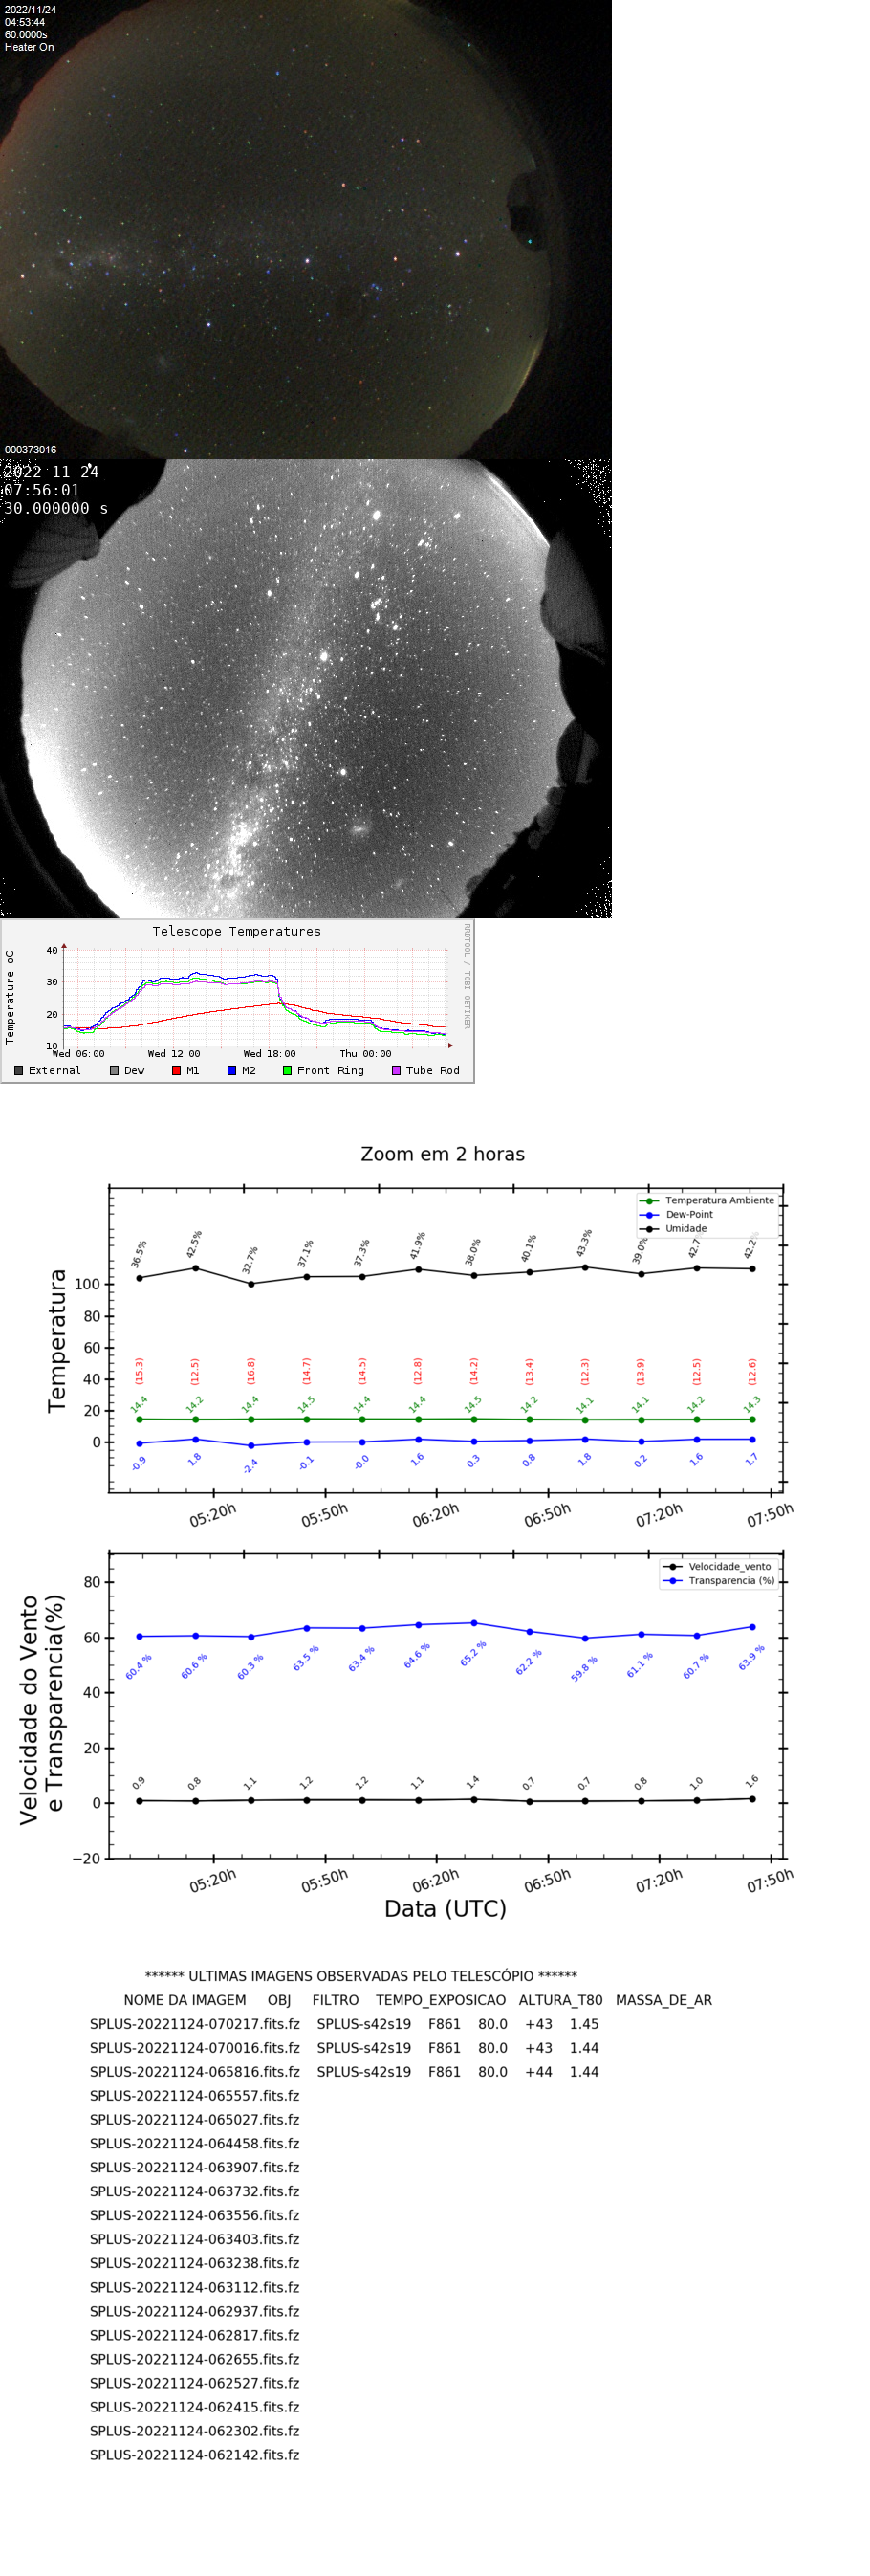 2022/11/24
04:53:44
60.0000s
Heater On
000373016
2022-11-24
07:56:01
30.000000 s
Telescope Temperatures
RRDTOOL / TOBI OETIKER
Temperature oC
40
30
20
10
Wed 06:00 Wed 12:00 Wed 18:00 Thu 00:00
External Dew M1 M2 Front Ring Tube Rod
Zoom em 2 horas
Temperatura Ambiente
Dew-Point
Umidade
Temperatura
100
80
60
40
20
0
36.5% 42.5% 32.7% 37.1% 37.3% 41.9% 38.0% 40.1% 43.3% 39.0% 42.7 42.2
(15.3) (12.5) (16.8) (14.7) (14.5) (12.8) (14.2) (13.4) (12.3) (13.9) (12.5) (12.6)
14.4 14.2 14.4 14.5 14.4 14.4 14.5 14.2 14.1 14.1 14.2 14.3
-0.9 1.8 -2.4 -0.1 -0.0 1.6 0.3 0.8 1.8 0.2 1.6 1.7
05:20h 05:50h 06:20h 06:50h 07:20h 07:50h
Velocidade_vento
Transparencia (%)
Velocidade do Vento
e Transparencia(%)
80
60
40
20
0
−20
60.4 % 60.6 % 60.3 % 63.5 % 63.4 % 64.6 % 65.2 % 62.2 % 59.8 % 61.1 % 60.7 % 63.9 %
0.9 0.8 1.1 1.2 1.2 1.1 1.4 0.7 0.7 0.8 1.0 1.6
05:20h 05:50h 06:20h 06:50h 07:20h 07:50h
Data (UTC)
****** ULTIMAS IMAGENS OBSERVADAS PELO TELESCÓPIO ******
NOME DA IMAGEM OBJ FILTRO TEMPO_EXPOSICAO ALTURA_T80 MASSA_DE_AR
SPLUS-20221124-070217.fits.fz SPLUS-s42s19 F861 80.0 +43 1.45
SPLUS-20221124-070016.fits.fz SPLUS-s42s19 F861 80.0 +43 1.44
SPLUS-20221124-065816.fits.fz SPLUS-s42s19 F861 80.0 +44 1.44
SPLUS-20221124-065557.fits.fz
SPLUS-20221124-065027.fits.fz
SPLUS-20221124-064458.fits.fz
SPLUS-20221124-063907.fits.fz
SPLUS-20221124-063732.fits.fz
SPLUS-20221124-063556.fits.fz
SPLUS-20221124-063403.fits.fz
SPLUS-20221124-063238.fits.fz
SPLUS-20221124-063112.fits.fz
SPLUS-20221124-062937.fits.fz
SPLUS-20221124-062817.fits.fz
SPLUS-20221124-062655.fits.fz
SPLUS-20221124-062527.fits.fz
SPLUS-20221124-062415.fits.fz
SPLUS-20221124-062302.fits.fz
SPLUS-20221124-062142.fits.fz